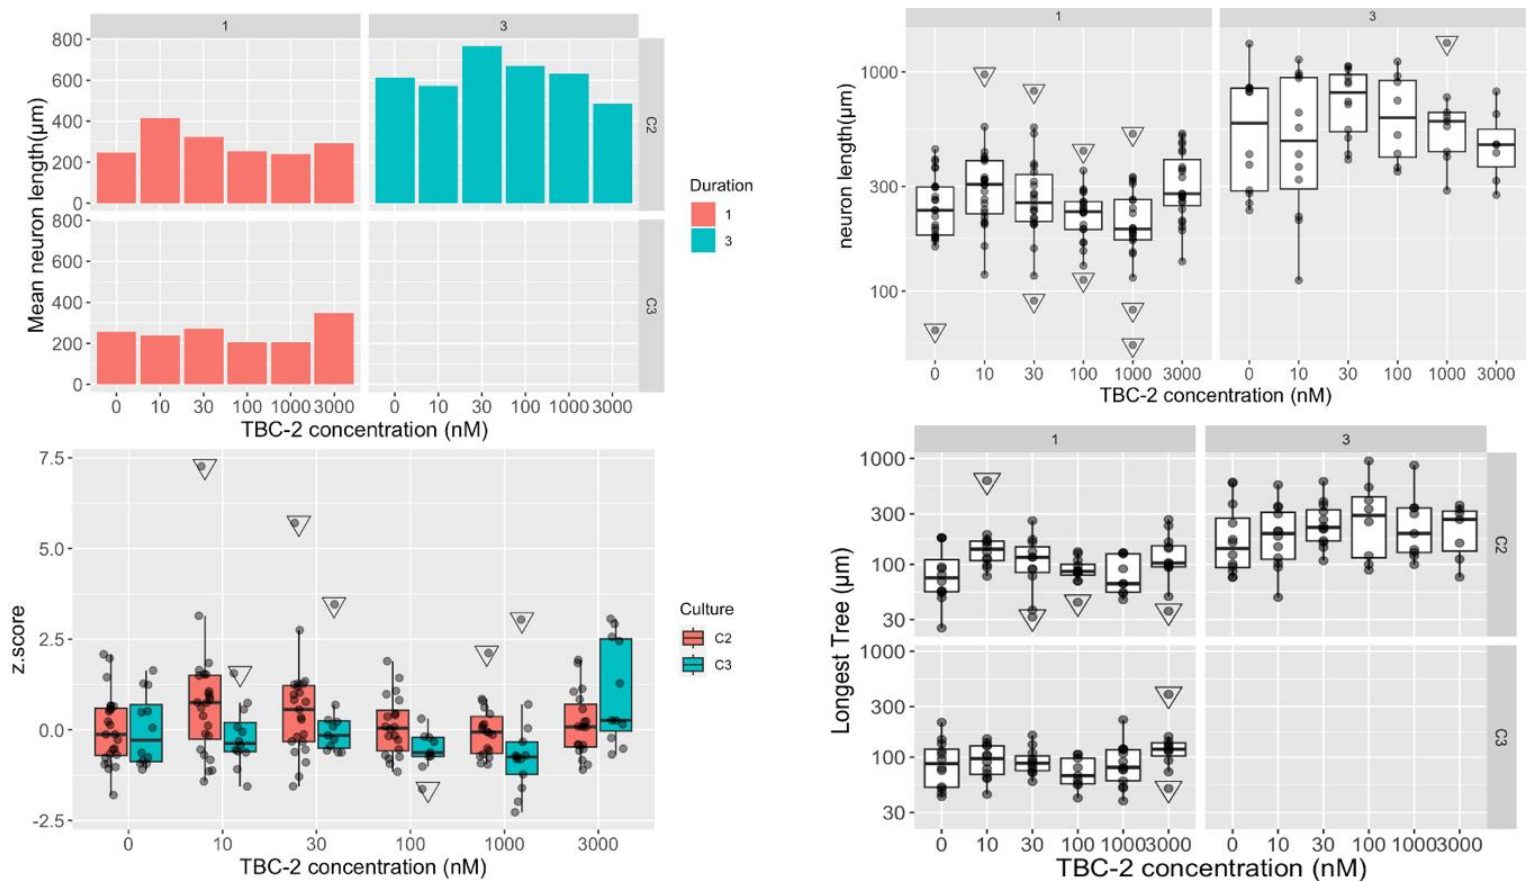 1 3
800
600
400
200
0
C2
800
600
400
200
0
C3
Mean neuron length(µm)
0 10 30 100 1000 3000 0 10 30 100 1000 3000
TBC-2 concentration (nM)
Duration
1
3
1 3
1000
300
100
neuron length(µm)
0 10 30 100 1000 3000 0 10 30 100 1000 3000
TBC-2 concentration (nM)
7.5
5.0
2.5
0.0
-2.5
z.score
0 10 30 100 1000 3000
TBC-2 concentration (nM)
Culture
C2
C3
1 3
1000
300
100
30
C2
1000
300
100
30
C3
Longest Tree (µm)
0 10 30 100 1000 3000 0 10 30 100 1000 3000
TBC-2 concentration (nM)